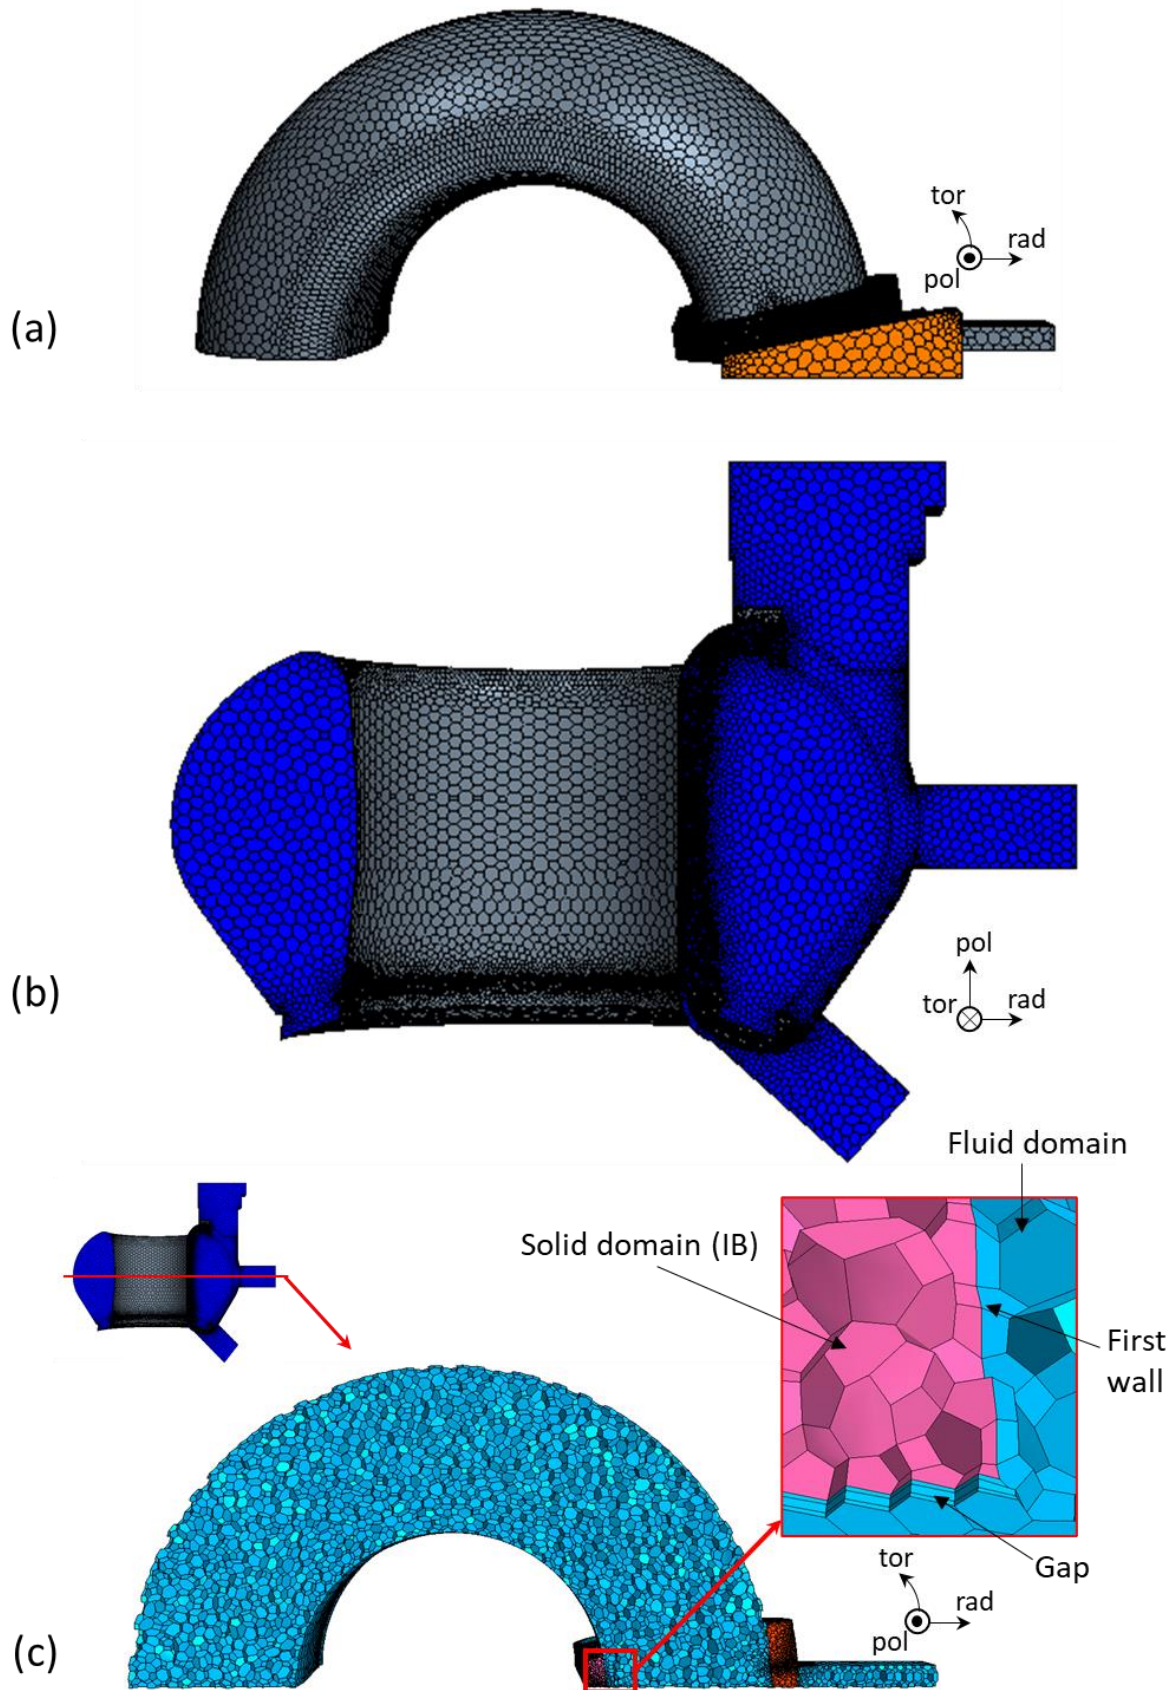 tor
rad
pol
(a)
pol
tor
rad
(b)
Fluid domain
Solid domain (IB)
First
wall
Gap
tor
rad
pol
(c)